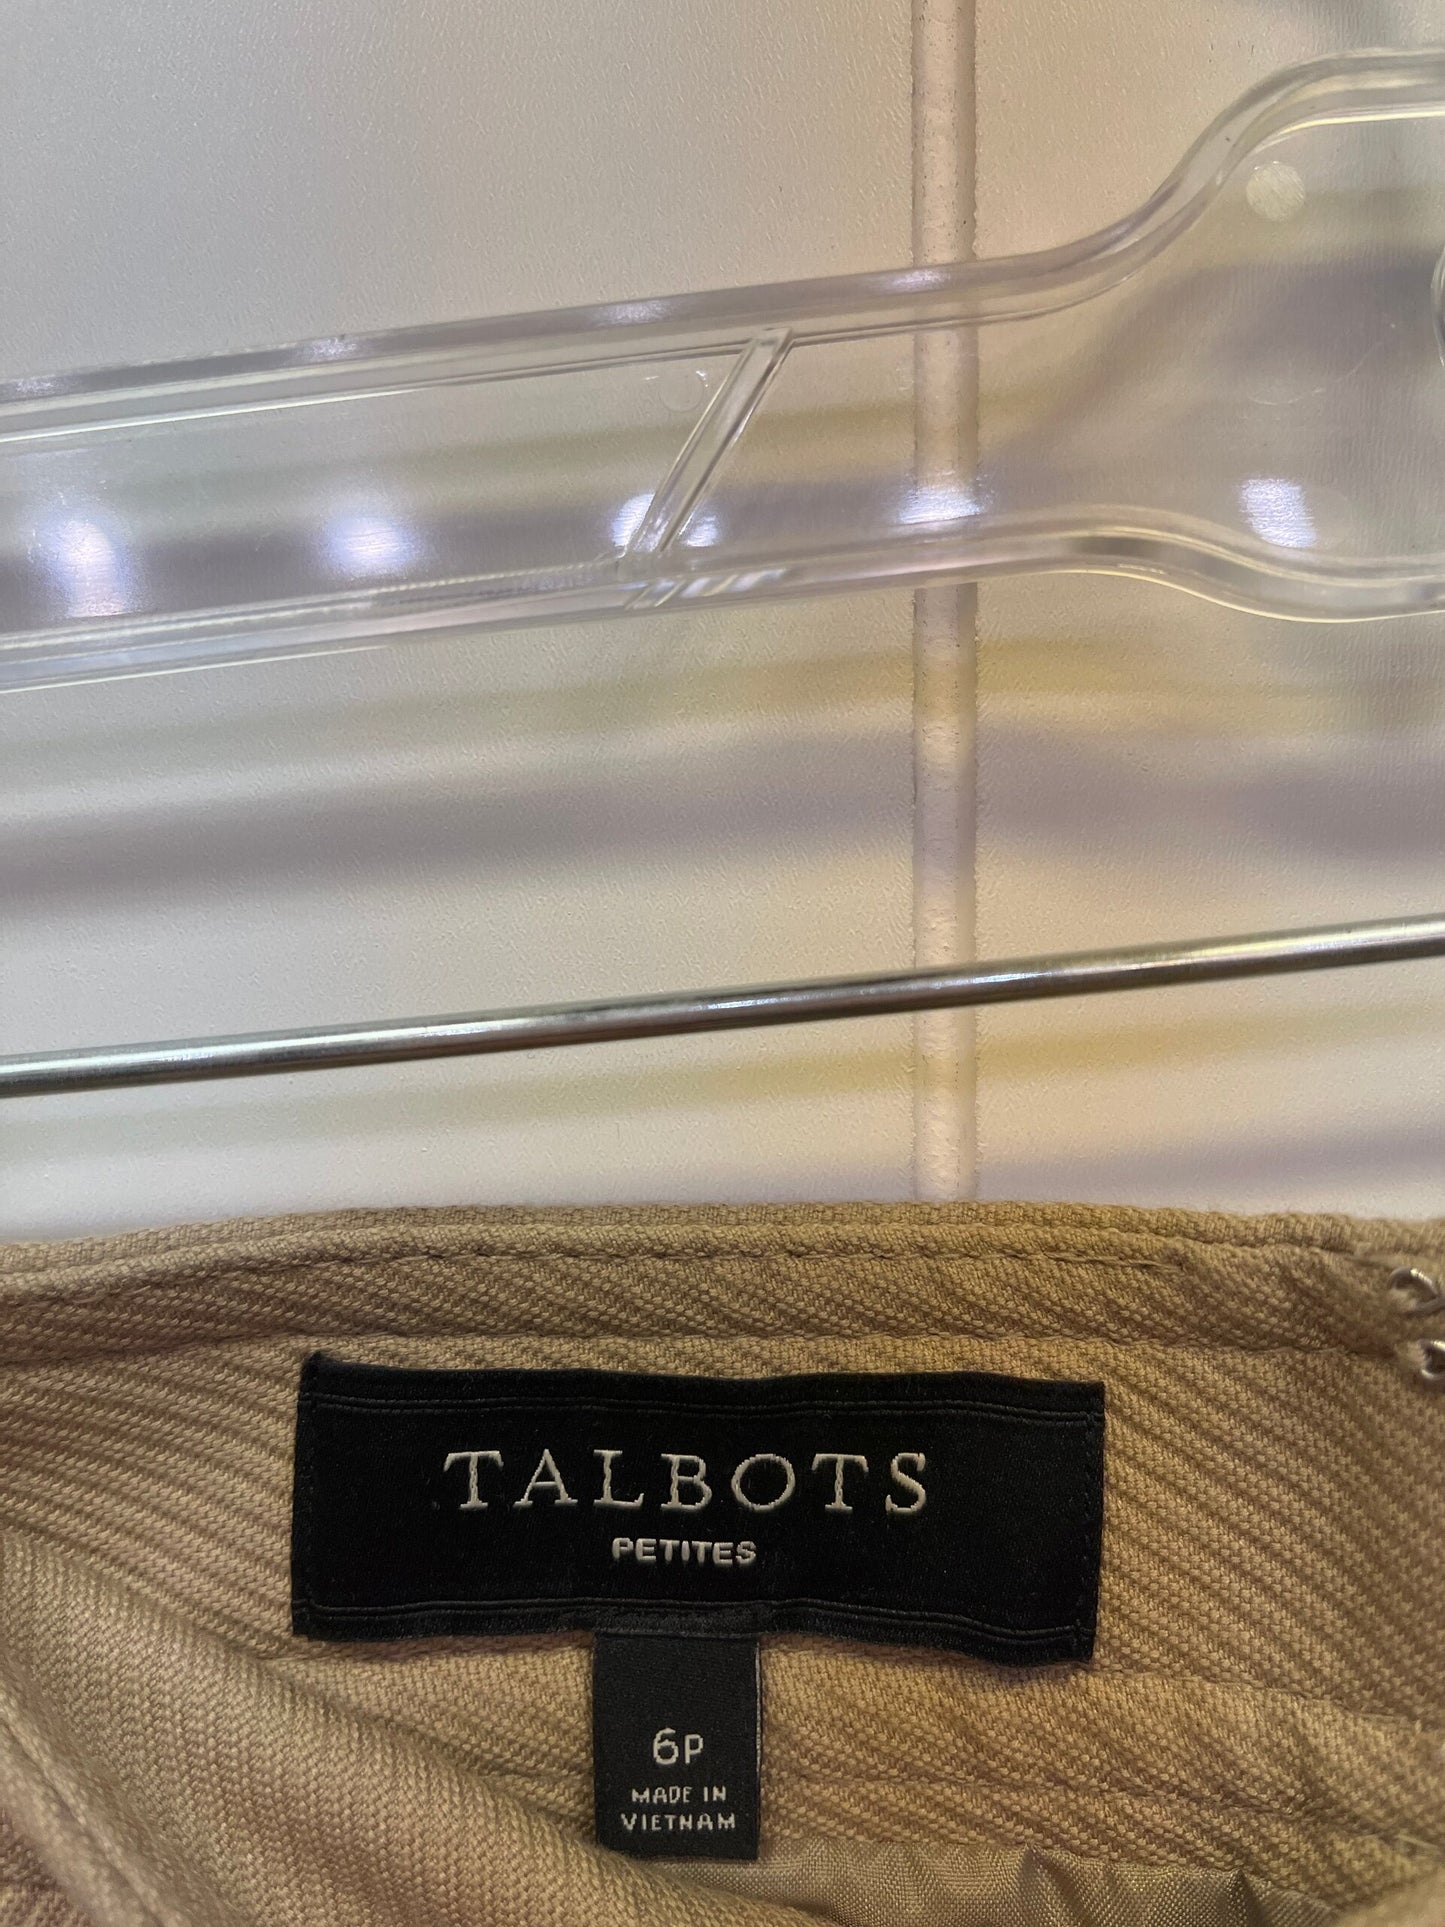 TALBOTS
PETITES
6P
MADE IN
VIETNAM